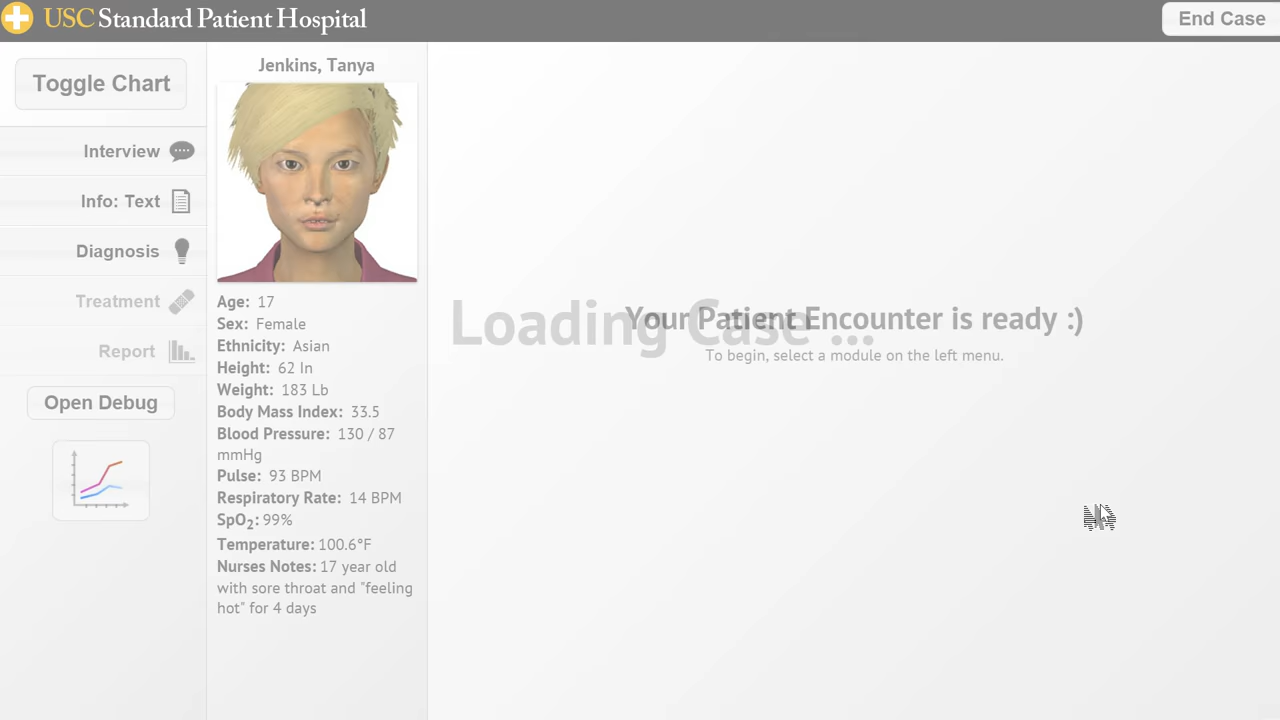 USC Standard Patient Hospital
End Case
Toggle Chart
Interview
Info: Text
Diagnosis
Treatment
Report
Open Debug
Jenkins, Tanya
Age: 17
Sex: Female
Ethnicity: Asian
Height: 62 In
Weight: 183 Lb
Body Mass Index: 33.5
Blood Pressure: 130 / 87
mmHg
Pulse: 93 BPM
Respiratory Rate: 14 BPM
SpO2: 99%
Temperature: 100.6°F
Nurses Notes: 17 year old
with sore throat and "feeling
hot" for 4 days
Loading Case ...
Your Patient Encounter is ready :)
To begin, select a module on the left menu.